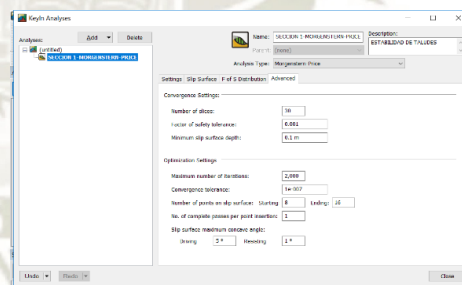 KeyIn Analyses
Analyses:
Add
Delete
(untitled)
SECCION 1-MORGENSTERN-PRICE
Name: SECCION 1-MORGENSTERN-PRICE
Description:
ESTABILIDAD DE TALUDES
Parent: (none)
Analysis Type: Morgenstern-Price
Settings Slip Surface F of S Distribution Advanced
Convergence Settings:
Number of slices: 30
Factor of safety tolerance: 0.001
Minimum slip surface depth: 0.1 m
Optimization Settings
Maximum number of iterations: 2,000
Convergence tolerance: 1e-007
Number of points on slip surface: Starting: 8 Ending: 16
No. of complete passes per point insertion: 1
Slip surface maximum concave angle:
Driving 5 ° Resisting 1 °
Undo
Redo
Close